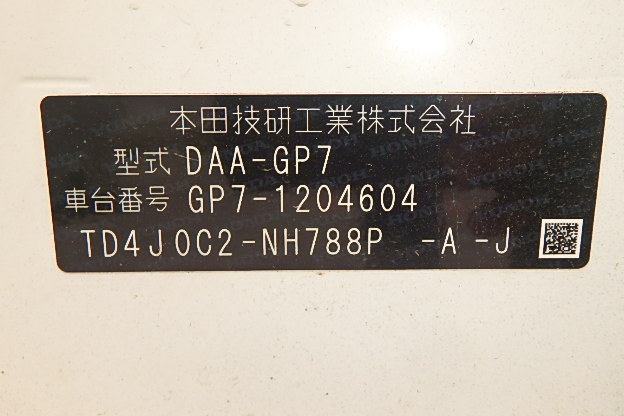 本田技研工業株式会社
型式 DAA-GP7
車台番号 GP7-1204604
TD4J0C2-NH788P -A -J